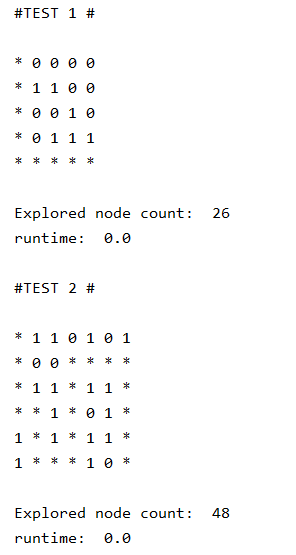 #TEST 1 #
* 0 0 0 0
* 1 1 0 0
* 0 0 1 0
* 0 1 1 1
* * * * *
Explored node count:  26
runtime:  0.0
#TEST 2 #
* 1 1 0 1 0 1
* 0 0 * * * *
* 1 1 * 1 1 *
* * 1 * 0 1 *
1 * 1 * 1 1 *
1 * * * 1 0 *
Explored node count:  48
runtime:  0.0